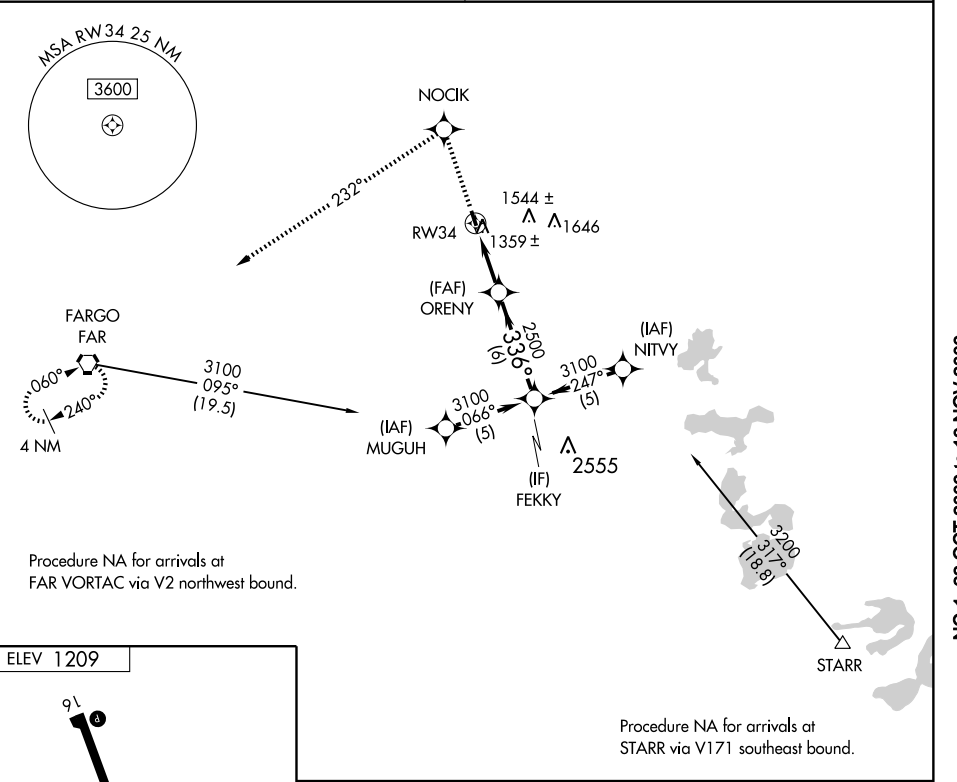 MSA RW34 25 NM
3600
NOCIK
232°
1544 ±
1646
RW34
1359 ±
(FAF)
ORENY
FARGO
FAR
2500
336°
(6)
(IAF)
NITVY
060°
240°
4 NM
3100
095°
(19.5)
3100
247°
(5)
3100
066°
(5)
(IAF)
MUGUH
2555
(IF)
FEKKY
3200
317°
(18.8)
STARR
Procedure NA for arrivals at
FAR VORTAC via V2 northwest bound.
ELEV 1209
16
P
Procedure NA for arrivals at
STARR via V171 southeast bound.